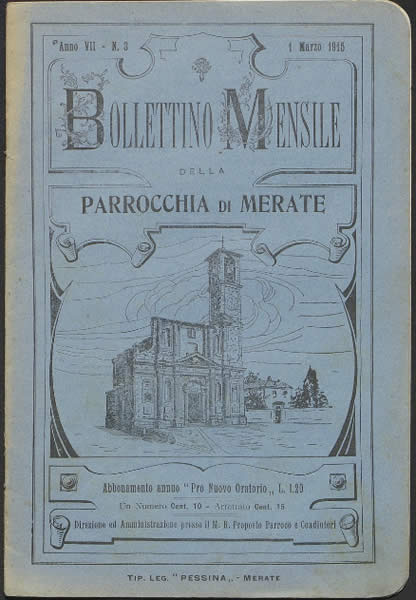 Anno VII - N. 3
1 Marzo 1915
BOLLETTINO MENSILE
DELLA
PARROCCHIA DI MERATE
Abbonamento annuo "Pro Nuovo Oratorio„ L. 1.20
Un Numero Cent. 10 - Arretrato Cent. 15
Direzione ed Amministrazione presso il M. R. Proposto Parroco e Coadiutori
TIP. LEG. "PESSINA„ - MERATE